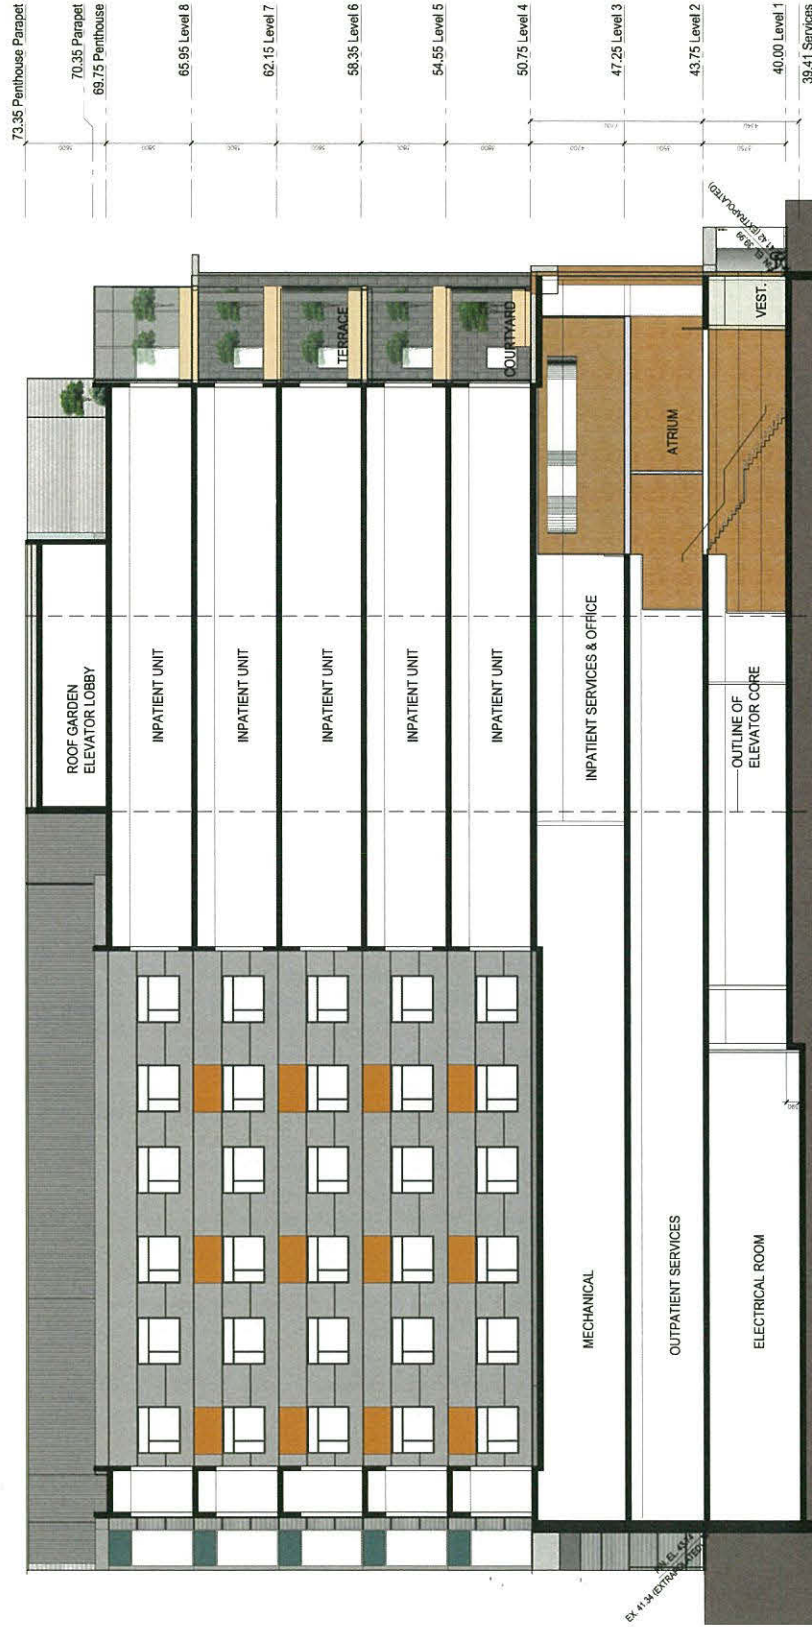 73.35 Penthouse Parapet
70.35 Parapet
69.75 Penthouse
65.95 Level 8
62.15 Level 7
58.35 Level 6
54.55 Level 5
50.75 Level 4
47.25 Level 3
43.75 Level 2
40.00 Level 1
39.41 Services
ROOF GARDEN
ELEVATOR LOBBY
INPATIENT UNIT
INPATIENT UNIT
INPATIENT UNIT
TERRACE
INPATIENT UNIT
INPATIENT UNIT
COURTYARD
MECHANICAL
INPATIENT SERVICES & OFFICE
OUTPATIENT SERVICES
ATRIUM
ELECTRICAL ROOM
OUTLINE OF
ELEVATOR CORE
VEST.
EX. 41.34 (EXTRAPOLATED)